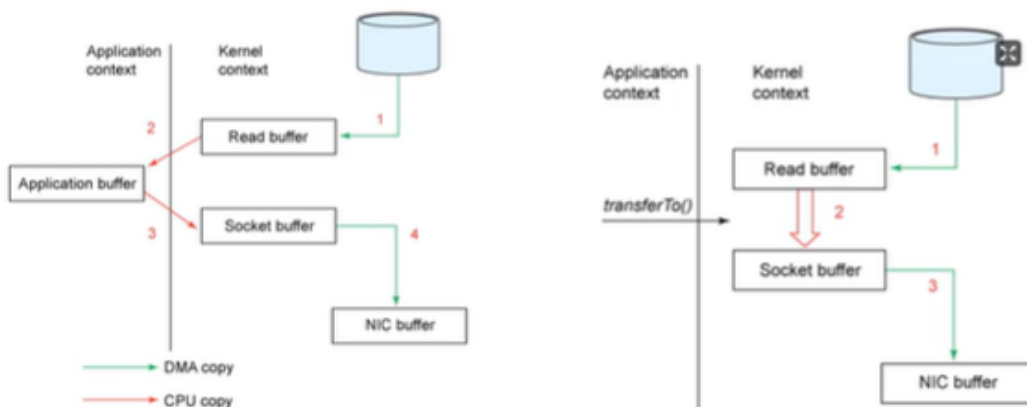 Application
context
Kernel
context
1
2
Read buffer
Application buffer
3
Socket buffer
4
NIC buffer
DMA copy
CPU copy
Application
context
Kernel
context
1
Read buffer
transferTo()
2
Socket buffer
3
NIC buffer